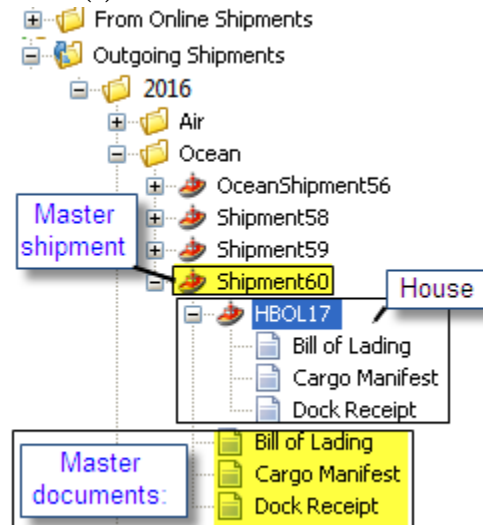 From Online Shipments
Outgoing Shipments
2016
Air
Ocean
OceanShipment56
Master
shipment
Shipment58
Shipment59
Shipment60
House
HBOL17
Bill of Lading
Cargo Manifest
Dock Receipt
Master
documents:
Bill of Lading
Cargo Manifest
Dock Receipt